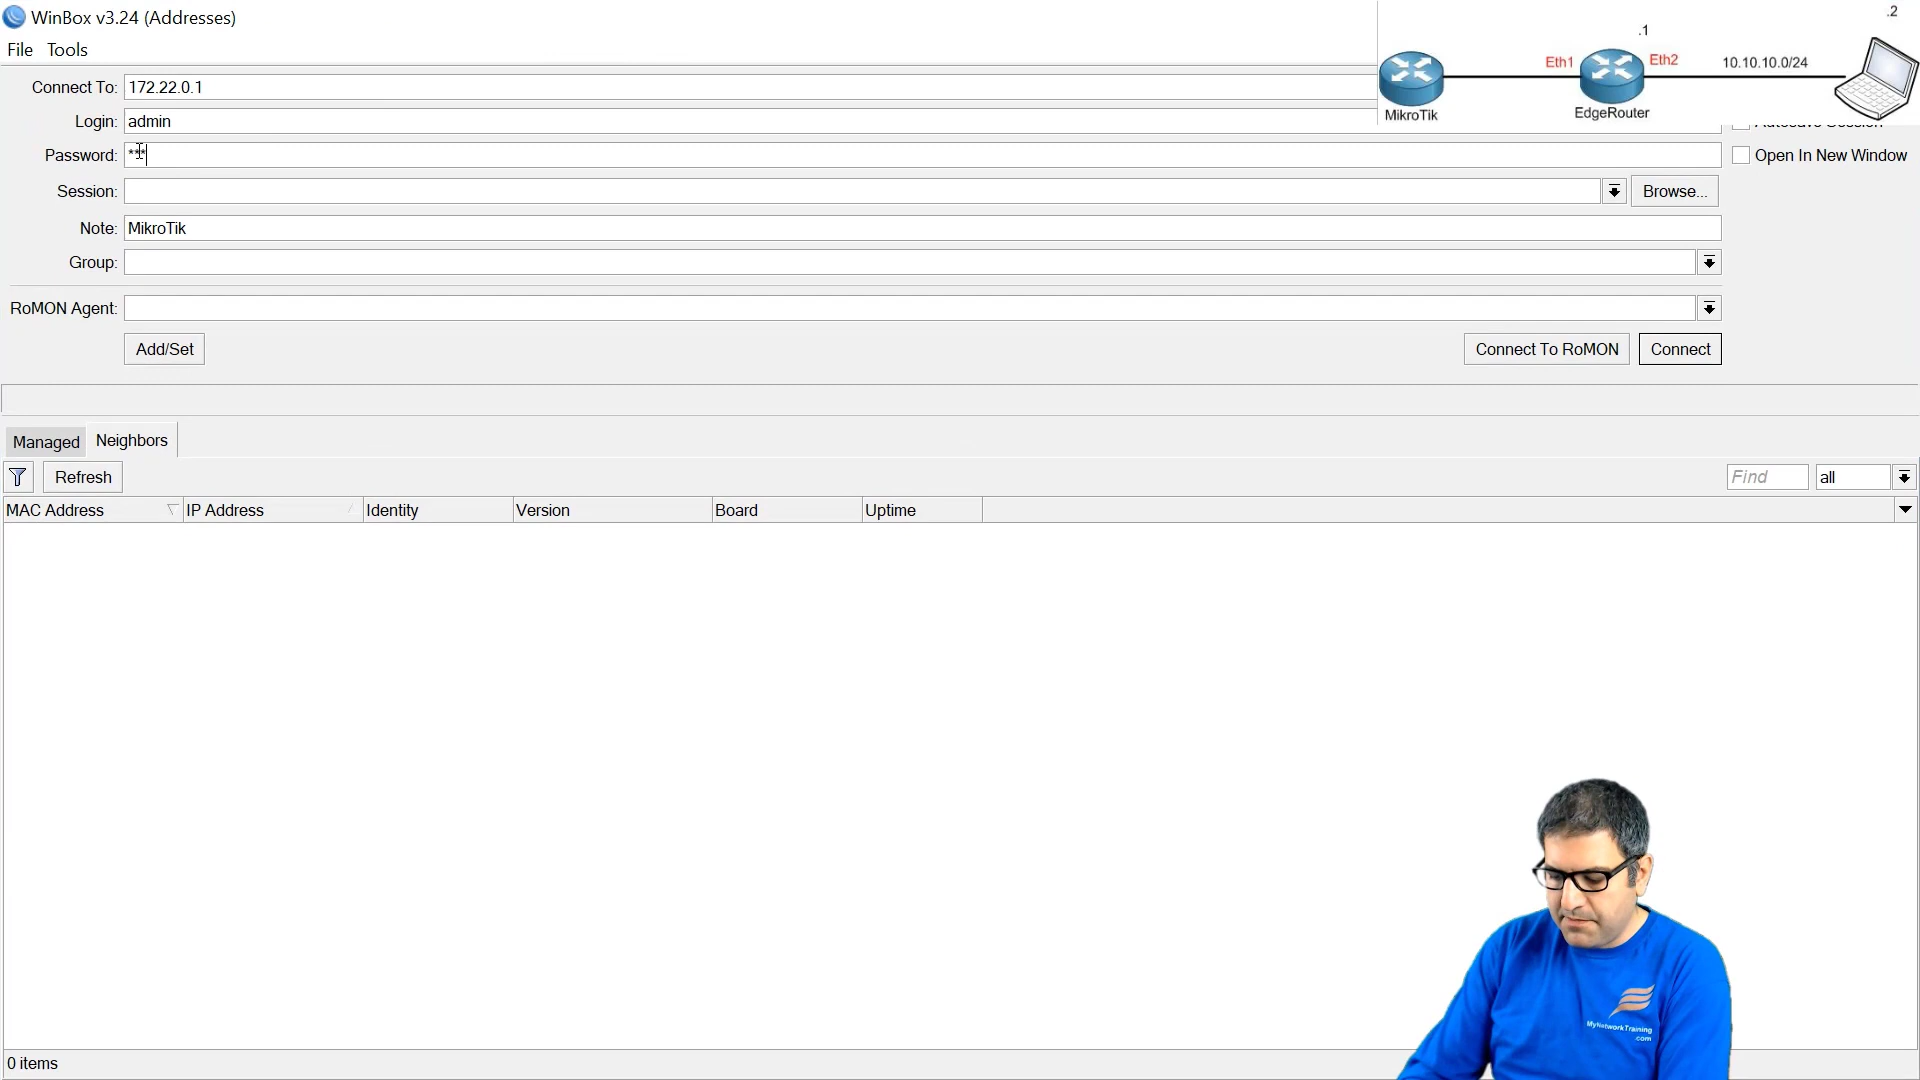 WinBox v3.24 (Addresses)
File Tools
Connect To: 172.22.0.1
Login: admin
Password: ***
Session: Browse...
Open In New Window
Note: MikroTik
Group:
RoMON Agent:
Add/Set Connect To RoMON Connect
.2
.1
Eth1 Eth2 10.10.10.0/24
MikroTik EdgeRouter
Managed Neighbors
Refresh Find all
MAC Address IP Address Identity Version Board Uptime
MyNetworkTraining
.com
0 items